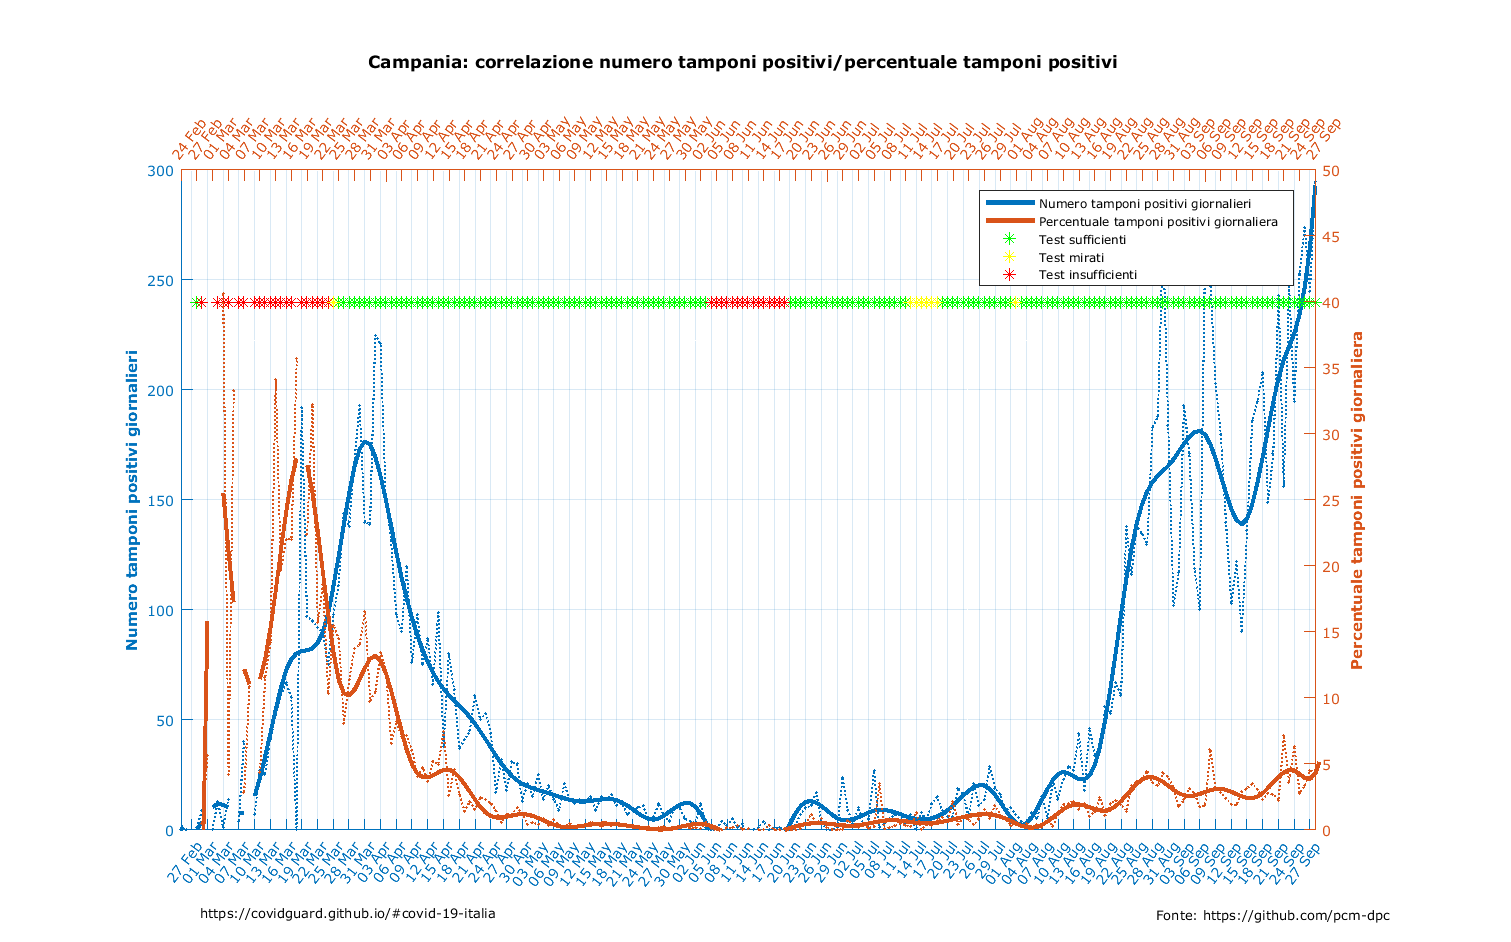 Campania: correlazione numero tamponi positivi/percentuale tamponi positivi
24 Feb
27 Feb
01 Mar
04 Mar
07 Mar
10 Mar
13 Mar
16 Mar
19 Mar
22 Mar
25 Mar
28 Mar
31 Mar
03 Apr
06 Apr
09 Apr
12 Apr
15 Apr
18 Apr
21 Apr
24 Apr
27 Apr
30 Apr
03 May
06 May
09 May
12 May
15 May
18 May
21 May
24 May
27 May
30 May
02 Jun
05 Jun
08 Jun
11 Jun
14 Jun
17 Jun
20 Jun
23 Jun
26 Jun
29 Jun
02 Jul
05 Jul
08 Jul
11 Jul
14 Jul
17 Jul
20 Jul
23 Jul
26 Jul
29 Jul
01 Aug
04 Aug
07 Aug
10 Aug
13 Aug
16 Aug
19 Aug
22 Aug
25 Aug
28 Aug
31 Aug
03 Sep
06 Sep
09 Sep
12 Sep
15 Sep
18 Sep
21 Sep
24 Sep
27 Sep
Numero tamponi positivi giornalieri
300
250
200
150
100
50
0
Numero tamponi positivi giornalieri
Percentuale tamponi positivi giornaliera
Test sufficienti
Test mirati
Test insufficienti
50
45
40
35
30
25
20
15
10
5
0
Percentuale tamponi positivi giornaliera
27 Feb
01 Mar
04 Mar
07 Mar
10 Mar
13 Mar
16 Mar
19 Mar
22 Mar
25 Mar
28 Mar
31 Mar
03 Apr
06 Apr
09 Apr
12 Apr
15 Apr
18 Apr
21 Apr
24 Apr
27 Apr
30 Apr
03 May
06 May
09 May
12 May
15 May
18 May
21 May
24 May
27 May
30 May
02 Jun
05 Jun
08 Jun
11 Jun
14 Jun
17 Jun
20 Jun
23 Jun
26 Jun
29 Jun
02 Jul
05 Jul
08 Jul
11 Jul
14 Jul
17 Jul
20 Jul
23 Jul
26 Jul
29 Jul
01 Aug
04 Aug
07 Aug
10 Aug
13 Aug
16 Aug
19 Aug
22 Aug
25 Aug
28 Aug
31 Aug
03 Sep
06 Sep
09 Sep
12 Sep
15 Sep
18 Sep
21 Sep
24 Sep
27 Sep
https://covidguard.github.io/#covid-19-italia
Fonte: https://github.com/pcm-dpc